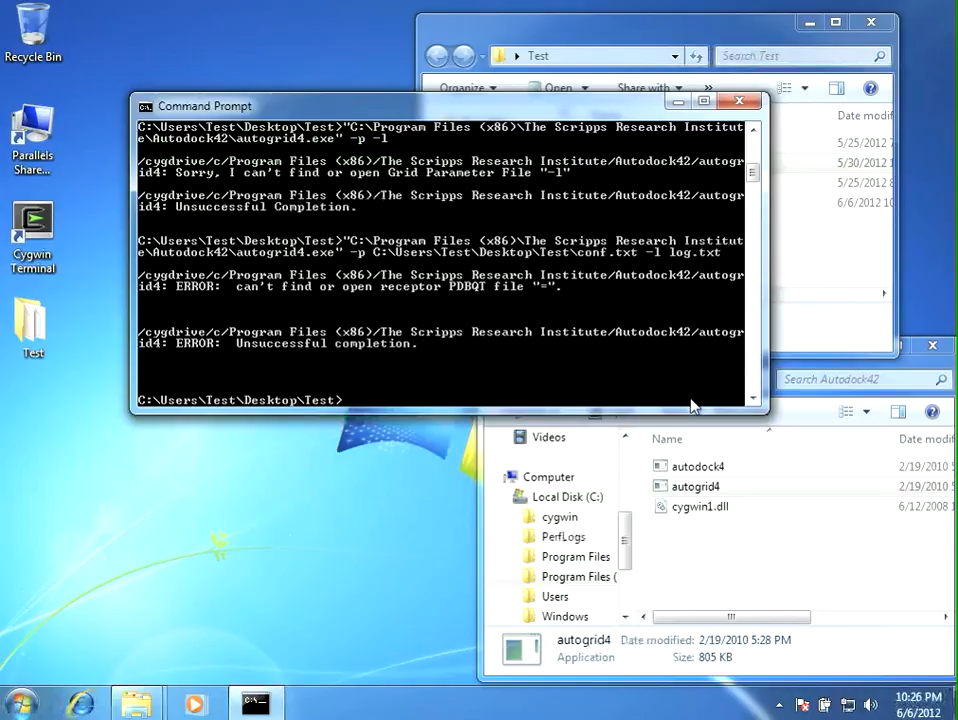 Recycle Bin
Parallels
Share...
Cygwin
Terminal
Test
Test
Search Test
Organize
Open
Share with
»
Date modif
5/25/2012 7
5/30/2012
5/25/2012 8
6/6/2012 10
Command Prompt
C:\Users\Test\Desktop\Test>"C:\Program Files (x86)\The Scripps Research Institut
e\Autodock42\autogrid4.exe" -p -l
/cygdrive/c/Program Files (x86)/The Scripps Research Institute/Autodock42/autogr
id4: Sorry, I can't find or open Grid Parameter File "-l"
/cygdrive/c/Program Files (x86)/The Scripps Research Institute/Autodock42/autogr
id4: Unsuccessful Completion.
C:\Users\Test\Desktop\Test>"C:\Program Files (x86)\The Scripps Research Institut
e\Autodock42\autogrid4.exe" -p C:\Users\Test\Desktop\Test\conf.txt -l log.txt
/cygdrive/c/Program Files (x86)/The Scripps Research Institute/Autodock42/autogr
id4: ERROR:  can't find or open receptor PDBQT file "=".
/cygdrive/c/Program Files (x86)/The Scripps Research Institute/Autodock42/autogr
id4: ERROR:  Unsuccessful completion.
C:\Users\Test\Desktop\Test>
Search Autodock42
Name
Date modif
Videos
Computer
Local Disk (C:)
cygwin
PerfLogs
Program Files
Program Files (
Users
Windows
autodock4
2/19/2010 5
autogrid4
2/19/2010 5
cygwin1.dll
6/12/2008 1
autogrid4
Date modified: 2/19/2010 5:28 PM
Application
Size: 805 KB
10:26 PM
6/6/2012